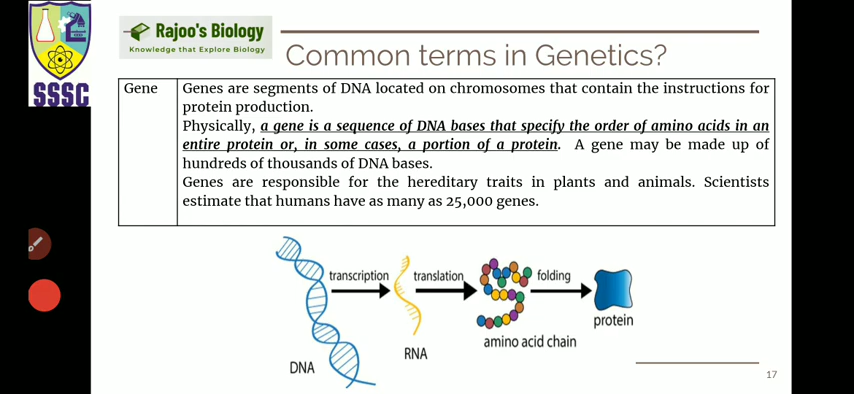 Rajoo's Biology
Knowledge that Explore Biology
SSSC
Common terms in Genetics?
Gene
Genes are segments of DNA located on chromosomes that contain the instructions for
protein production.
Physically, a gene is a sequence of DNA bases that specify the order of amino acids in an
entire protein or, in some cases, a portion of a protein. A gene may be made up of
hundreds of thousands of DNA bases.
Genes are responsible for the hereditary traits in plants and animals. Scientists
estimate that humans have as many as 25,000 genes.
transcription
translation
folding
DNA
RNA
amino acid chain
protein
17